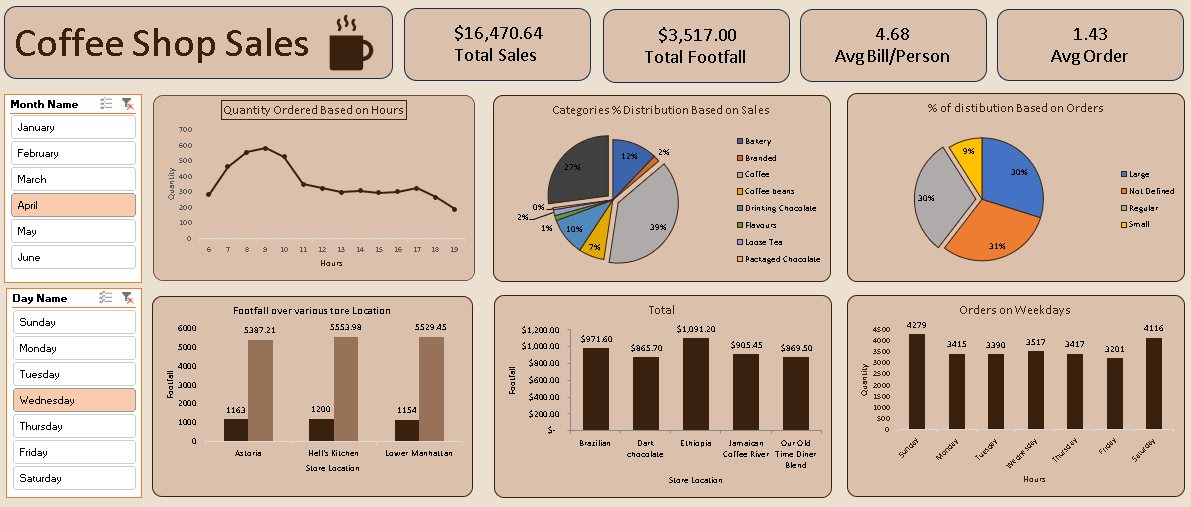 Coffee Shop Sales
$16,470.64
Total Sales
$3,517.00
Total Footfall
4.68
Avg Bill/Person
1.43
Avg Order
Month Name
January
February
March
April
May
June
Day Name
Sunday
Monday
Tuesday
Wednesday
Thursday
Friday
Saturday
Quantity Ordered Based on Hours
Quantity
700
600
500
400
300
200
100
0
6 7 8 9 10 11 12 13 14 15 16 17 18 19
Hours
Categories % Distribution Based on Sales
12%
2%
39%
7%
10%
1%
2%
0%
27%
Bakery
Branded
Coffee
Coffee beans
Drinking Chocolate
Flavours
Loose Tea
Packaged Chocolate
% of distibution Based on Orders
30%
31%
30%
9%
Large
Not Defined
Regular
Small
Footfall over various tore Location
Footfall
6000
5000
4000
3000
2000
1000
0
1163 5387.21
1200 5553.98
1154 5529.45
Astoria Hell's Kitchen Lower Manhattan
Store Location
Total
Footfall
$1,200.00
$1,000.00
$800.00
$600.00
$400.00
$200.00
$-
$971.60 $865.70 $1,091.20 $905.45 $869.50
Brazilian
Dark
chocolate
Ethiopia
Jamaican
Coffee River
Our Old
Time Diner
Blend
Store Location
Orders on Weekdays
Quantity
4500
4000
3500
3000
2500
2000
1500
1000
500
0
4279 3415 3390 3517 3417 3201 4116
Sunday Monday Tuesday Wednesday Thursday Friday Saturday
Hours